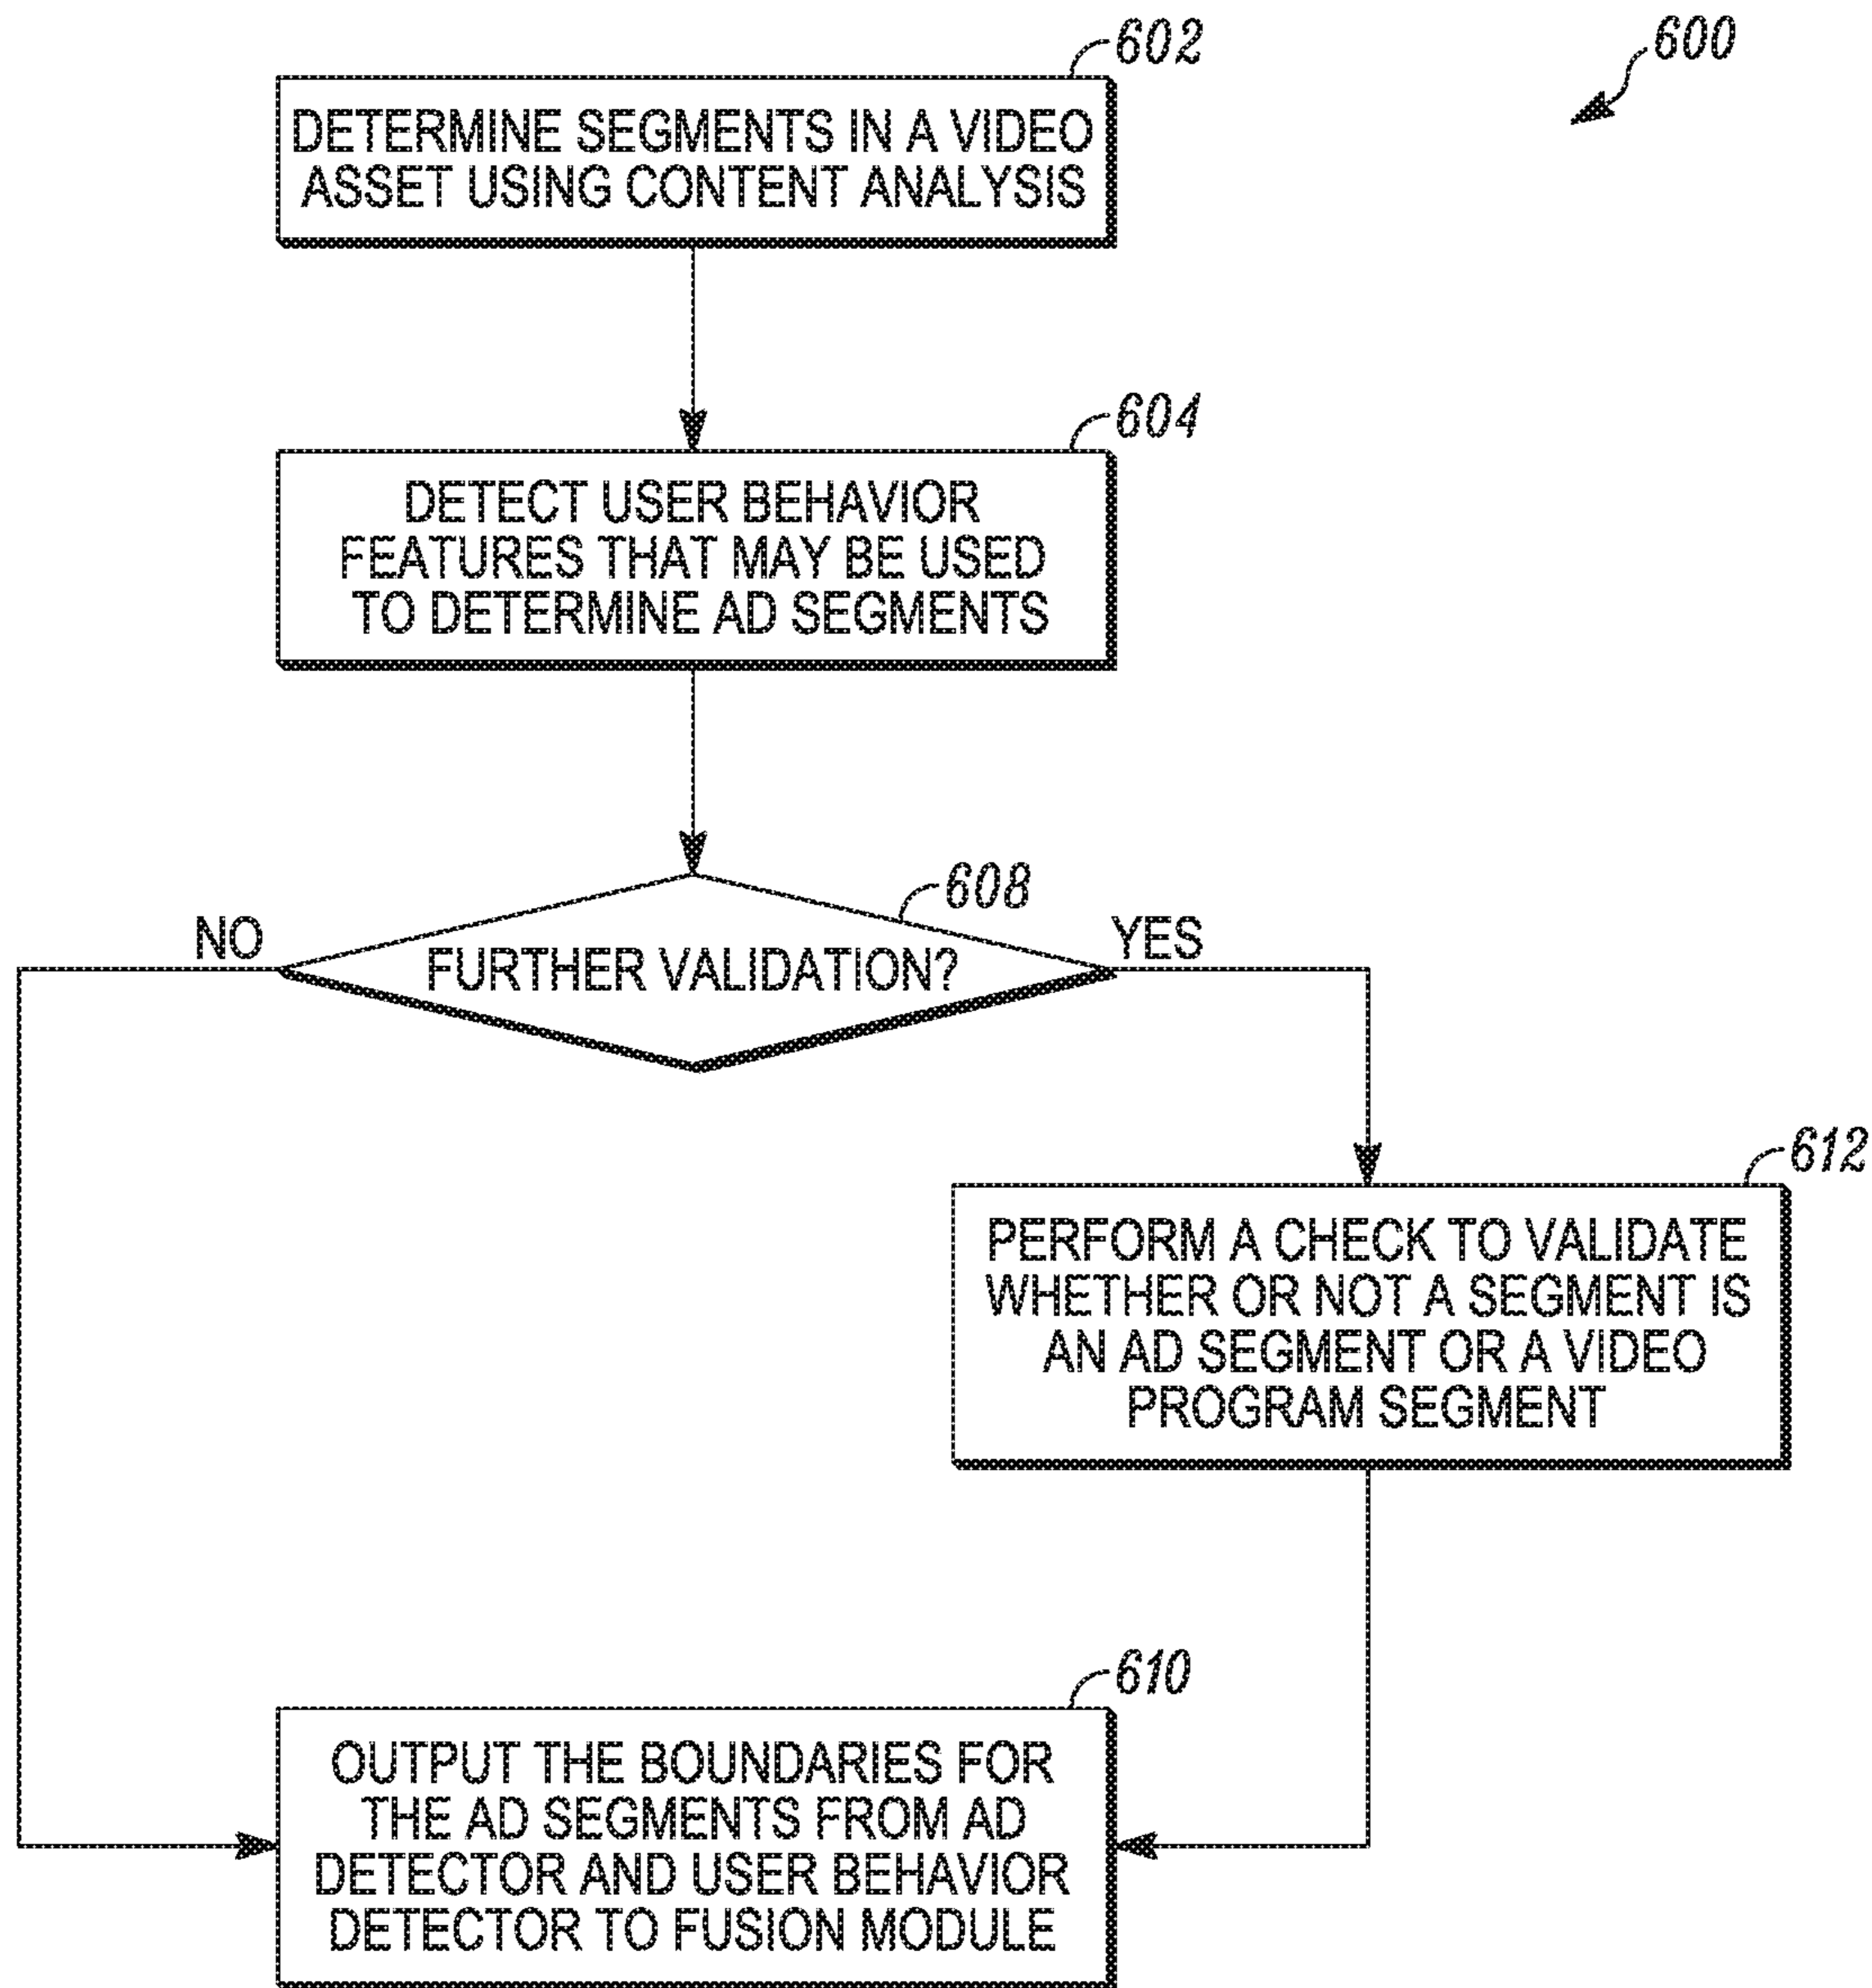 602
600
DETERMINE SEGMENTS IN A VIDEO
ASSET USING CONTENT ANALYSIS
604
DETECT USER BEHAVIOR
FEATURES THAT MAY BE USED
TO DETERMINE AD SEGMENTS
608
NO
YES
FURTHER VALIDATION?
612
PERFORM A CHECK TO VALIDATE
WHETHER OR NOT A SEGMENT IS
AN AD SEGMENT OR A VIDEO
PROGRAM SEGMENT
610
OUTPUT THE BOUNDARIES FOR
THE AD SEGMENTS FROM AD
DETECTOR AND USER BEHAVIOR
DETECTOR TO FUSION MODULE